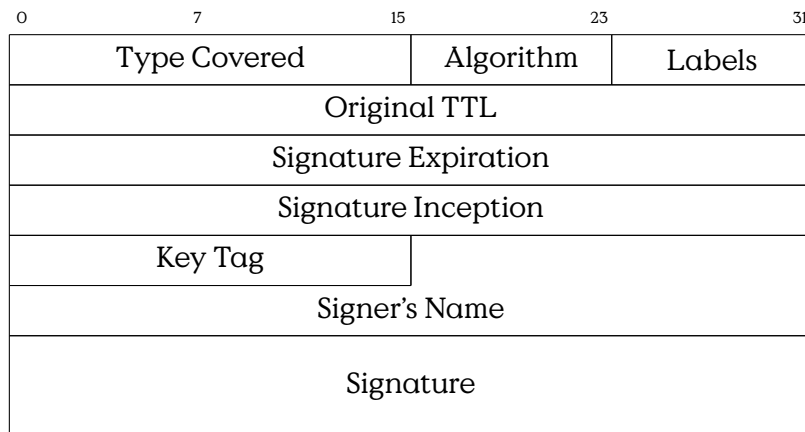 0 7 15 23 31
Type Covered Algorithm Labels
Original TTL
Signature Expiration
Signature Inception
Key Tag
Signer’s Name
Signature